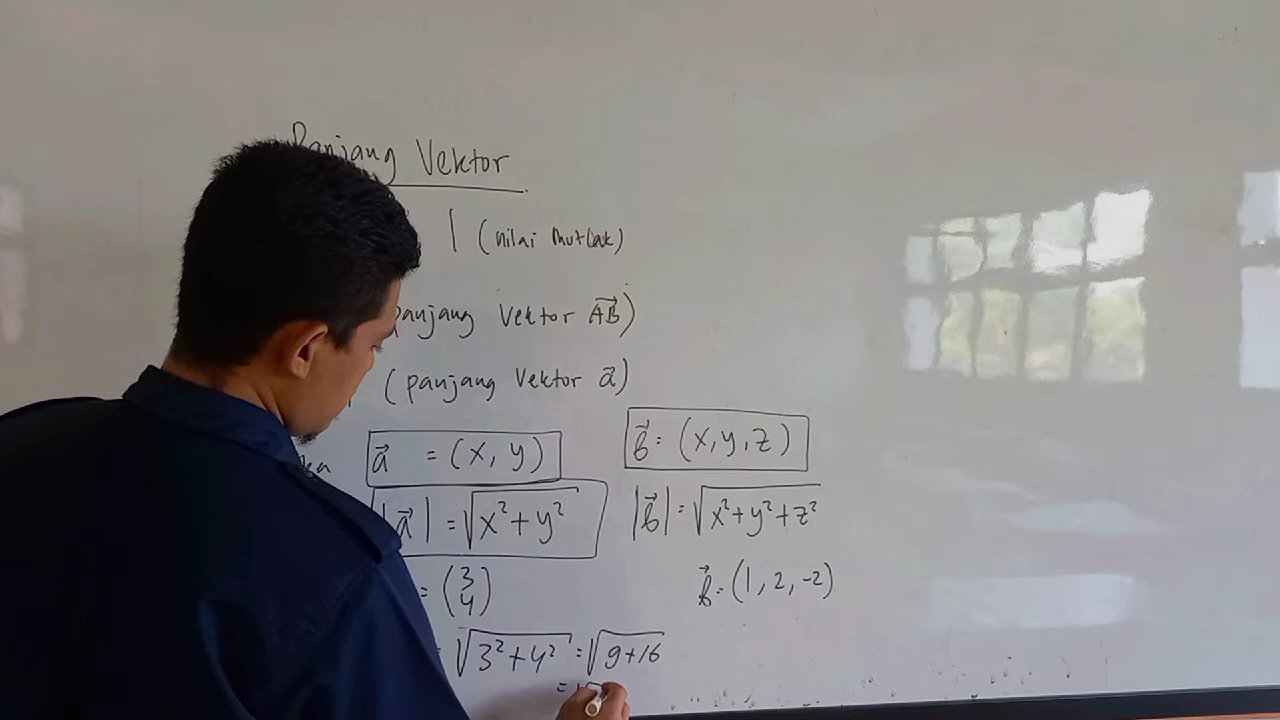 Panjang Vektor
| (nilai mutlak)
panjang Vektor A͞B⃗)
(panjang Vektor a⃗)
a⃗ = (x, y)
b⃗ = (x, y, z)
|a⃗| = √(x²+y²)
|b⃗| = √(x²+y²+z²)
= (3
4)
b⃗ = (1, 2, -2)
√(3²+4²) = √(9+16)
=